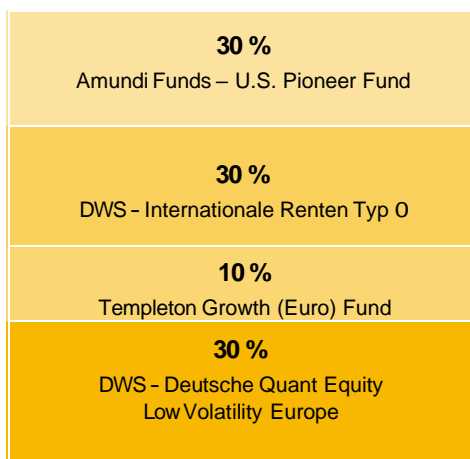 30 %
Amundi Funds – U.S. Pioneer Fund
30 %
DWS – Internationale Renten Typ O
10 %
Templeton Growth (Euro) Fund
30 %
DWS – Deutsche Quant Equity
Low Volatility Europe